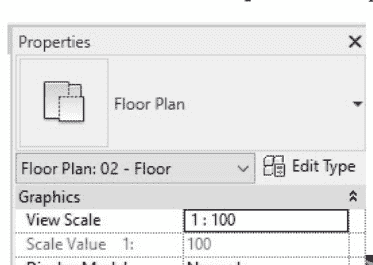 Properties
Floor Plan
Floor Plan: 02 - Floor
Edit Type
Graphics
View Scale 1 : 100
Scale Value 1: 100